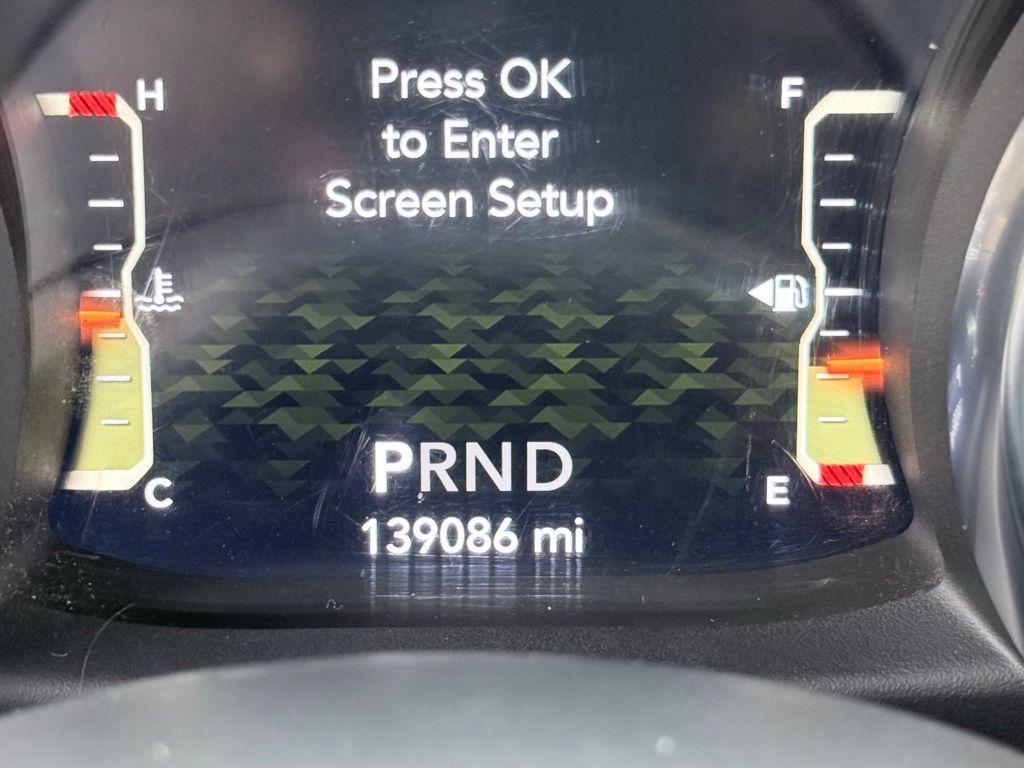 H
Press OK
F
to Enter
Screen Setup
PRND
C
E
139086 mi